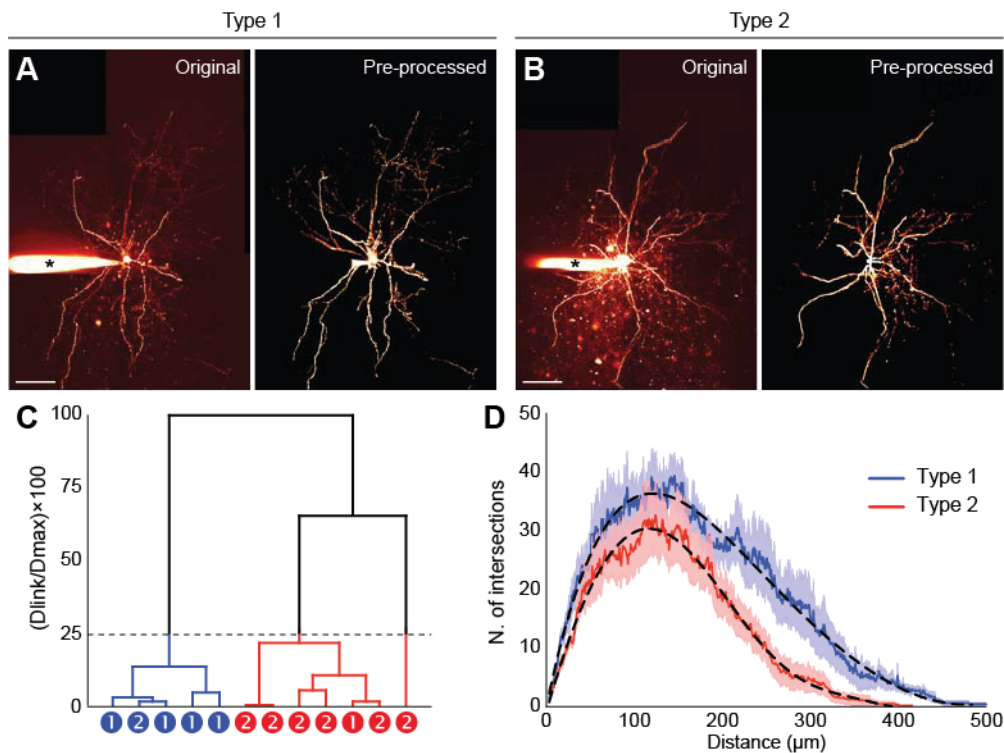 Type 1
Type 2
A
Original
Pre-processed
B
Original
Pre-processed
*
*
C
(Dlink/Dmax)×100
100
75
50
25
0
1 2 1 1 1 2 2 2 2 1 2 2
D
N. of intersections
50
40
30
20
10
0
Type 1
Type 2
0 100 200 300 400 500
Distance (µm)